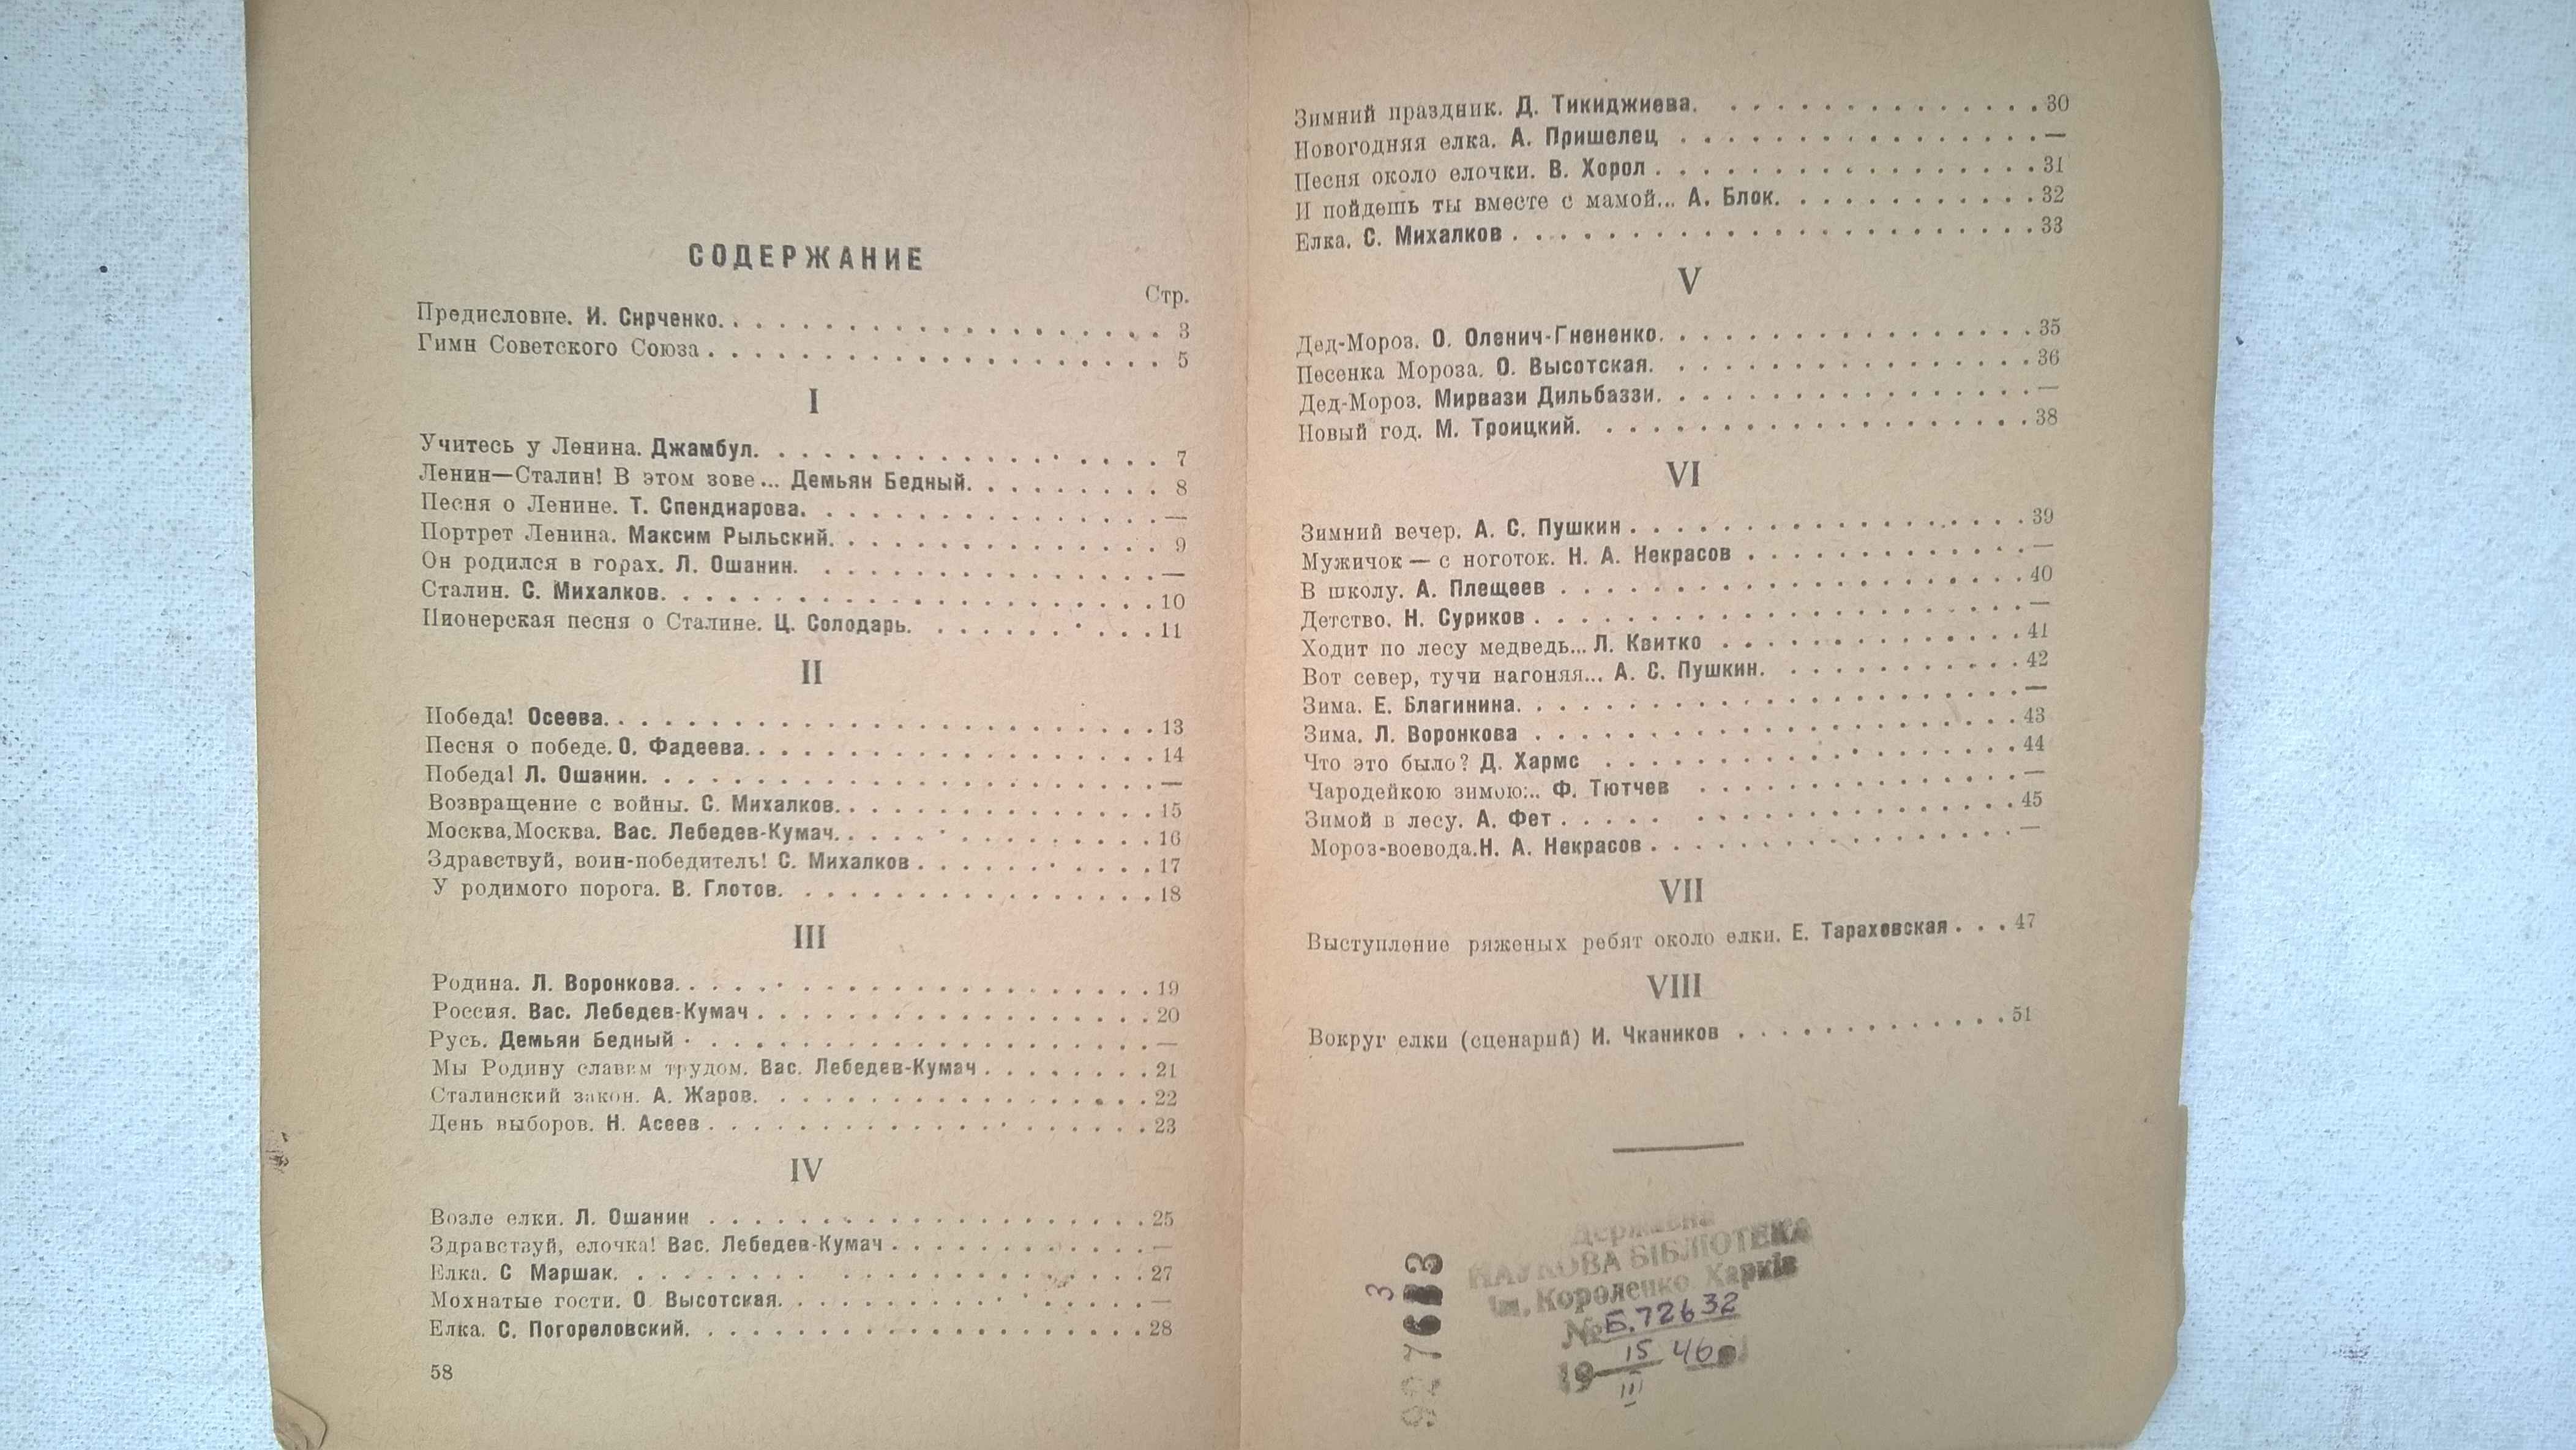 СОДЕРЖАНИЕ
Стр.
Предисловие. И. Сирченко. . . . . . . . . . . . . . . . . . . 3
Гимн Советского Союза . . . . . . . . . . . . . . . . . . . 5
I
Учитесь у Ленина. Джамбул. . . . . . . . . . . . . . . . . 7
Ленин—Сталин! В этом зове... Демьян Бедный. . . . . . . . . 8
Песня о Ленине. Т. Спендиарова. . . . . . . . . . . . . . . —
Портрет Ленина. Максим Рыльский. . . . . . . . . . . . . . 9
Он родился в горах. Л. Ошанин. . . . . . . . . . . . . . . —
Сталин. С. Михалков. . . . . . . . . . . . . . . . . . . . 10
Пионерская песня о Сталине. Ц. Солодарь. . . . . . . . . . 11
II
Победа! Осеева. . . . . . . . . . . . . . . . . . . . . . 13
Песня о победе. О. Фадеева. . . . . . . . . . . . . . . . 14
Победа! Л. Ошанин. . . . . . . . . . . . . . . . . . . . . —
Возвращение с войны. С. Михалков. . . . . . . . . . . . . 15
Москва, Москва. Вас. Лебедев-Кумач. . . . . . . . . . . . 16
Здравствуй, воин-победитель! С. Михалков . . . . . . . . . 17
У родимого порога. В. Глотов. . . . . . . . . . . . . . . 18
III
Родина. Л. Воронкова. . . . . . . . . . . . . . . . . . . 19
Россия. Вас. Лебедев-Кумач . . . . . . . . . . . . . . . . 20
Русь. Демьян Бедный . . . . . . . . . . . . . . . . . . . —
Мы Родину славим трудом. Вас. Лебедев-Кумач . . . . . . . 21
Сталинский закон. А. Жаров. . . . . . . . . . . . . . . . 22
День выборов. Н. Асеев . . . . . . . . . . . . . . . . . . 23
IV
Возле елки. Л. Ошанин . . . . . . . . . . . . . . . . . . 25
Здравствуй, елочка! Вас. Лебедев-Кумач . . . . . . . . . . —
Елка. С Маршак. . . . . . . . . . . . . . . . . . . . . . 27
Мохнатые гости. О. Высотская. . . . . . . . . . . . . . . —
Елка. С. Погореловский. . . . . . . . . . . . . . . . . . 28
58
Зимний праздник. Д. Тикиджиева. . . . . . . . . . . . . . 30
Новогодняя елка. А. Пришелец . . . . . . . . . . . . . . . —
Песня около елочки. В. Хорол . . . . . . . . . . . . . . . 31
И пойдешь ты вместе с мамой... А. Блок. . . . . . . . . . 32
Елка. С. Михалков . . . . . . . . . . . . . . . . . . . . 33
V
Дед-Мороз. О. Оленич-Гнененко. . . . . . . . . . . . . . . 35
Песенка Мороза. О. Высотская. . . . . . . . . . . . . . . 36
Дед-Мороз. Мирвази Дильбаззи. . . . . . . . . . . . . . . —
Новый год. М. Троицкий. . . . . . . . . . . . . . . . . . 38
VI
Зимний вечер. А. С. Пушкин . . . . . . . . . . . . . . . . 39
Мужичок — с ноготок. Н. А. Некрасов . . . . . . . . . . . —
В школу. А. Плещеев . . . . . . . . . . . . . . . . . . . 40
Детство. Н. Суриков . . . . . . . . . . . . . . . . . . . —
Ходит по лесу медведь... Л. Квитко . . . . . . . . . . . . 41
Вот север, тучи нагоняя... А. С. Пушкин. . . . . . . . . . 42
Зима. Е. Благинина. . . . . . . . . . . . . . . . . . . . —
Зима. Л. Воронкова . . . . . . . . . . . . . . . . . . . . 43
Что это было? Д. Хармс . . . . . . . . . . . . . . . . . . 44
Чародейкою зимою... Ф. Тютчев . . . . . . . . . . . . . . —
Зимой в лесу. А. Фет . . . . . . . . . . . . . . . . . . . 45
Мороз-воевода. Н. А. Некрасов . . . . . . . . . . . . . . —
VII
Выступление ряженых ребят около елки. Е. Тараховская . . . 47
VIII
Вокруг елки (сценарий) И. Чкаников . . . . . . . . . . . . 51
Державна
НАУКОВА БІБЛІОТЕКА
ім. Короленко, Харків
№ Б.72632
19 15/III 46
3